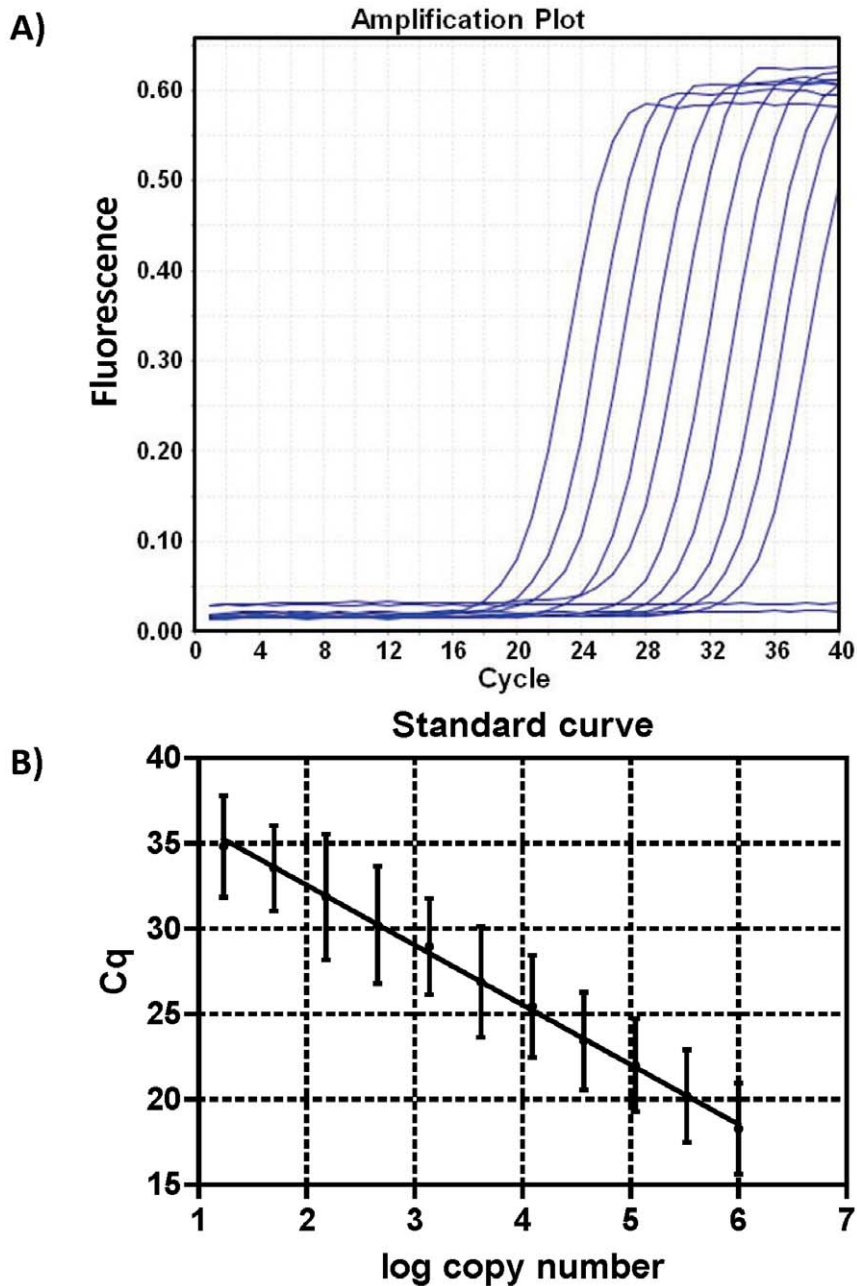 A)
Amplification Plot
Fluorescence
0.60
0.50
0.40
0.30
0.20
0.10
0.00
0 4 8 12 16 20 24 28 32 36 40
Cycle
B)
Standard curve
Cq
40
35
30
25
20
15
1 2 3 4 5 6 7
log copy number